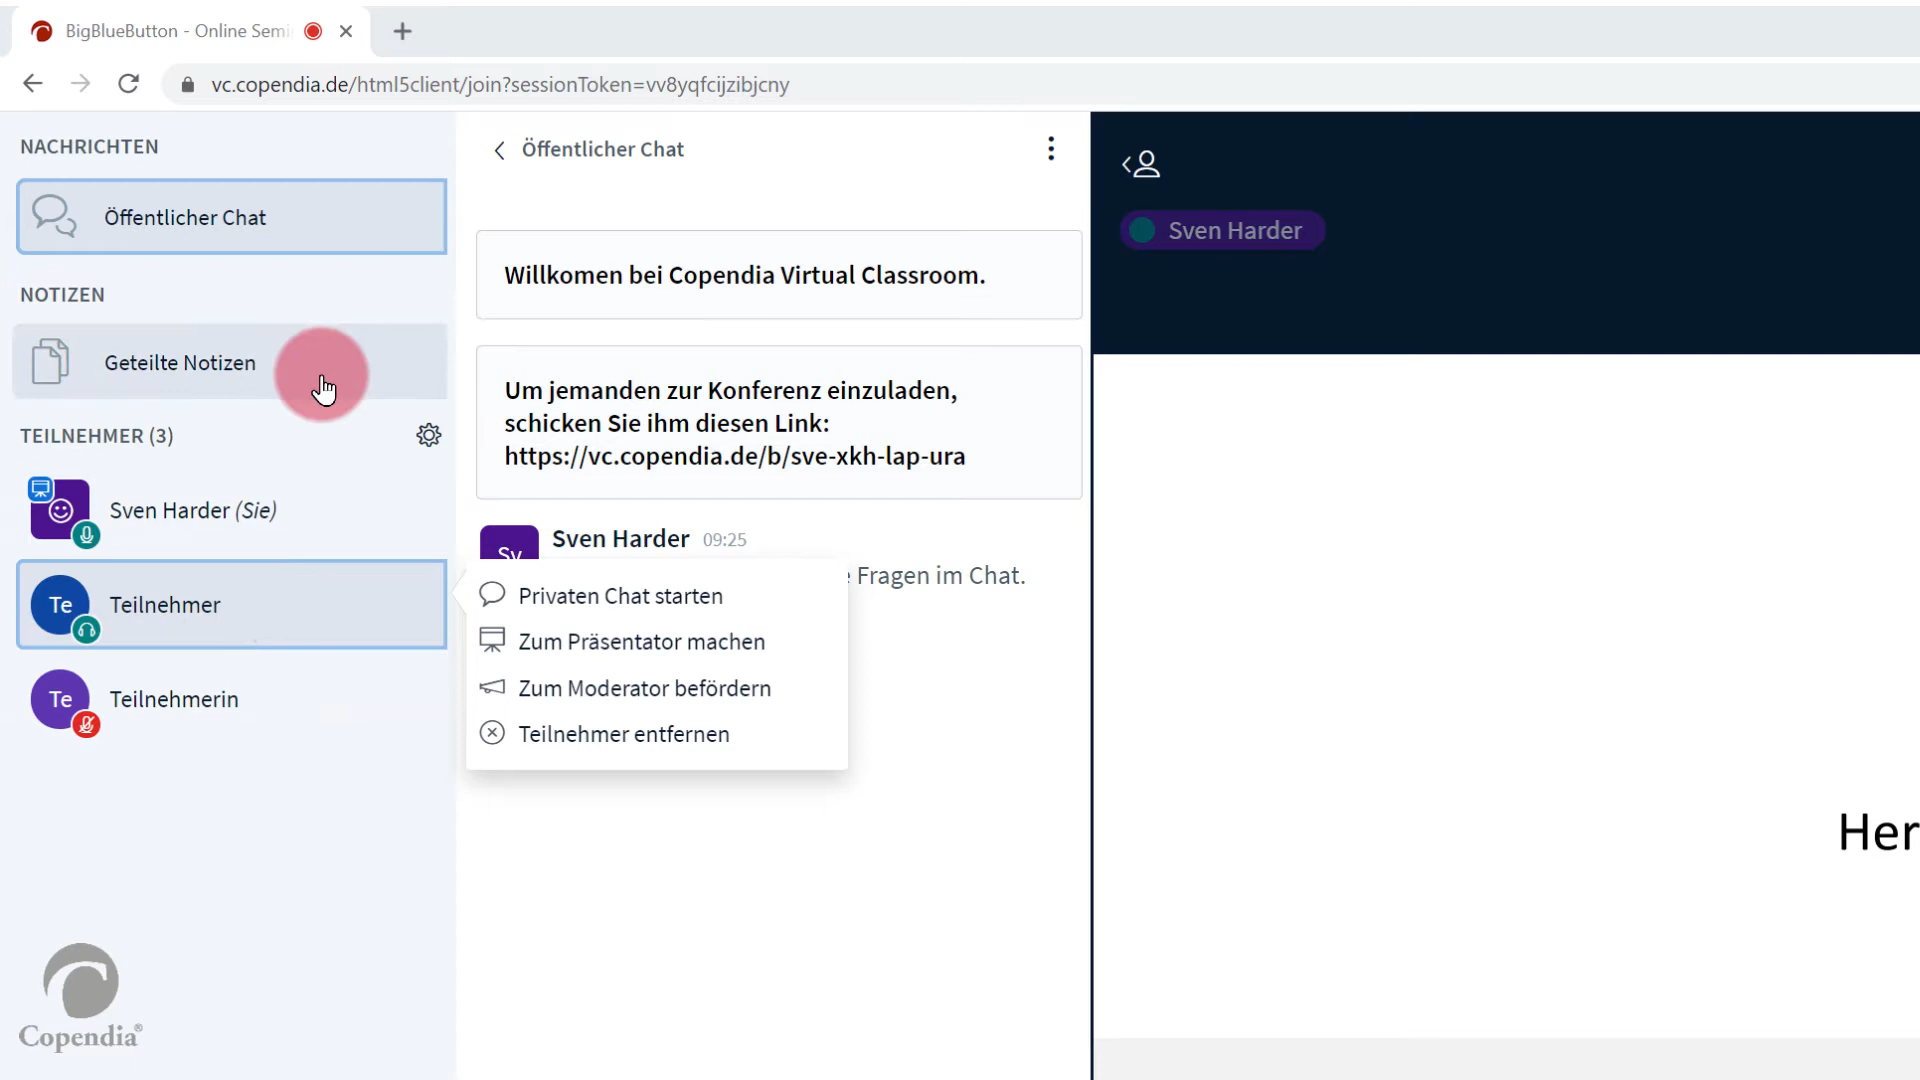 BigBlueButton - Online Semi
vc.copendia.de/html5client/join?sessionToken=vv8yqfcijzibjcny
NACHRICHTEN
Öffentlicher Chat
NOTIZEN
Geteilte Notizen
TEILNEHMER (3)
Sven Harder (Sie)
Te
Teilnehmer
Te
Teilnehmerin
Copendia®
Öffentlicher Chat
Willkomen bei Copendia Virtual Classroom.
Um jemanden zur Konferenz einzuladen,
schicken Sie ihm diesen Link:
https://vc.copendia.de/b/sve-xkh-lap-ura
Sv
Sven Harder 09:25
Fragen im Chat.
Privaten Chat starten
Zum Präsentator machen
Zum Moderator befördern
Teilnehmer entfernen
Sven Harder
Her